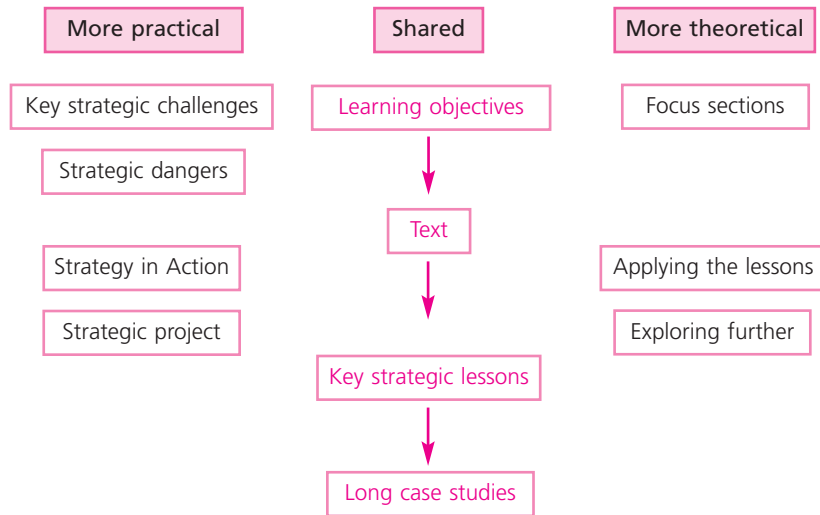 More practical
Shared
More theoretical
Key strategic challenges
Learning objectives
Focus sections
Strategic dangers
Text
Strategy in Action
Applying the lessons
Strategic project
Exploring further
Key strategic lessons
Long case studies